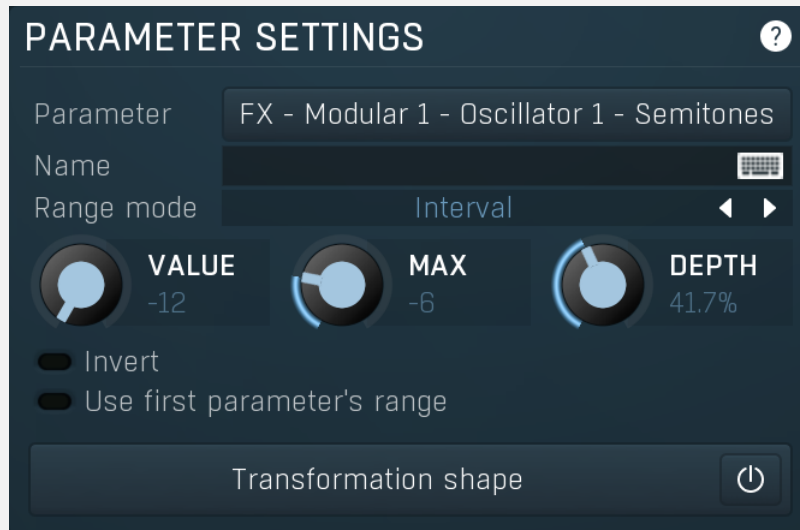 PARAMETER SETTINGS ?
Parameter FX - Modular 1 - Oscillator 1 - Semitones
Name
Range mode Interval
VALUE MAX DEPTH
-12 -6 41.7%
Invert
Use first parameter's range
Transformation shape